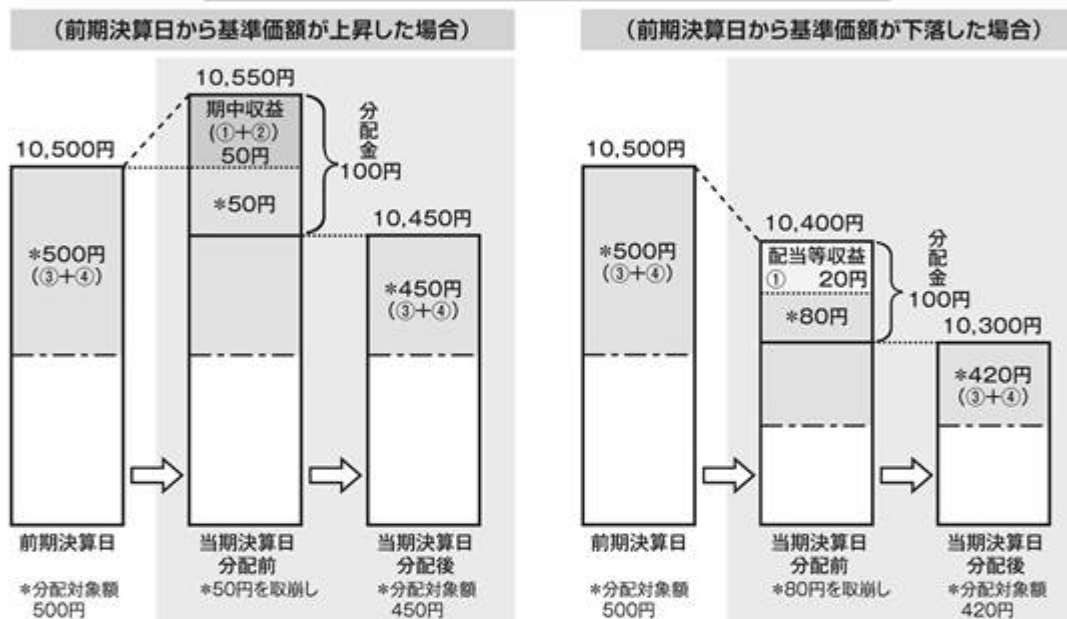 (前期決算日から基準価額が上昇した場合)
10,550円
期中収益
(①+②)
50円
*50円
分配金
100円
10,500円
*500円
(③+④)
10,450円
*450円
(③+④)
前期決算日
*分配対象額
500円
当期決算日
分配前
*50円を取崩し
当期決算日
分配後
*分配対象額
450円
(前期決算日から基準価額が下落した場合)
10,500円
*500円
(③+④)
10,400円
配当等収益
① 20円
*80円
分配金
100円
10,300円
*420円
(③+④)
前期決算日
*分配対象額
500円
当期決算日
分配前
*80円を取崩し
当期決算日
分配後
*分配対象額
420円